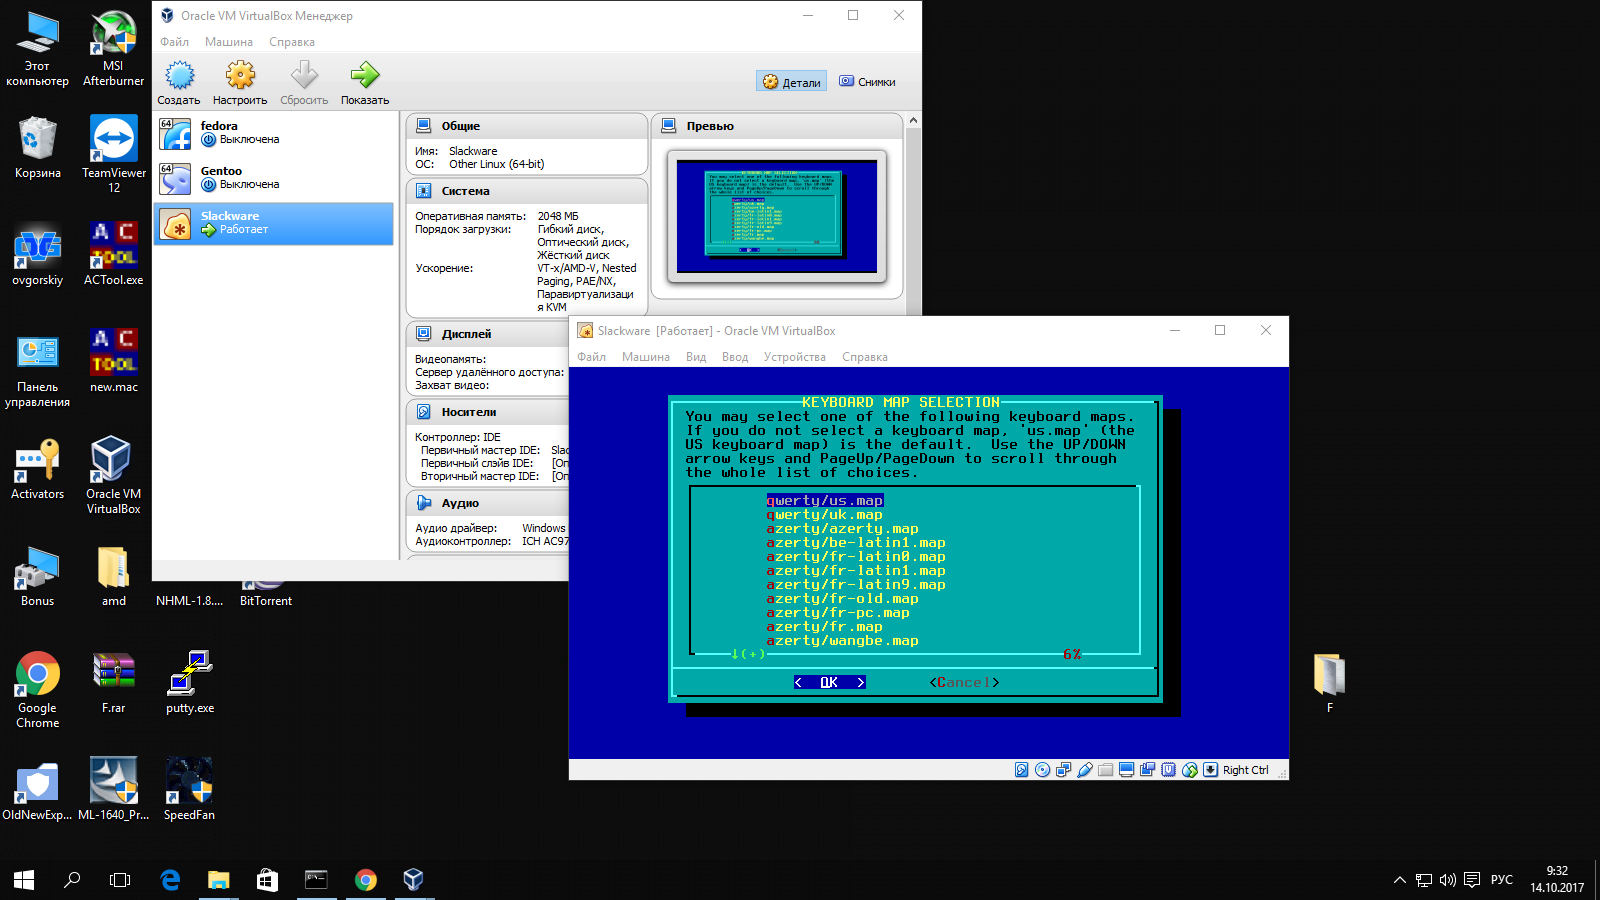 Этот
компьютер
MSI
Afterburner
Корзина
TeamViewer
12
ovgorskiy
ACTool.exe
Панель
управления
new.mac
Activators
Oracle VM
VirtualBox
Bonus
amd
NHML-1.8....
BitTorrent
Google
Chrome
F.rar
putty.exe
OldNewExp...
ML-1640_Pr...
SpeedFan
F
Oracle VM VirtualBox Менеджер
Файл Машина Справка
Создать Настроить Сбросить Показать
Детали Снимки
64
fedora
Выключена
64
Gentoo
Выключена
Slackware
Работает
Общие
Имя: Slackware
ОС: Other Linux (64-bit)
Система
Оперативная память: 2048 МБ
Порядок загрузки: Гибкий диск,
Оптический диск,
Жёсткий диск
Ускорение: VT-x/AMD-V, Nested
Paging, PAE/NX,
Паравиртуализаци
я KVM
Дисплей
Видеопамять:
Сервер удалённого доступа:
Захват видео:
Носители
Контроллер: IDE
Первичный мастер IDE: Slac
Первичный слэйв IDE: [Оп
Вторичный мастер IDE: [Оп
Аудио
Аудио драйвер: Windows
Аудиоконтроллер: ICH AC97
Превью
Slackware [Работает] - Oracle VM VirtualBox
Файл Машина Вид Ввод Устройства Справка
KEYBOARD MAP SELECTION
You may select one of the following keyboard maps.
If you do not select a keyboard map, 'us.map' (the
US keyboard map) is the default.  Use the UP/DOWN
arrow keys and PageUp/PageDown to scroll through
the whole list of choices.
qwerty/us.map
qwerty/uk.map
azerty/azerty.map
azerty/be-latin1.map
azerty/fr-latin0.map
azerty/fr-latin1.map
azerty/fr-latin9.map
azerty/fr-old.map
azerty/fr-pc.map
azerty/fr.map
azerty/wangbe.map
↓(+) 6%
<  OK  > <Cancel>
Right Ctrl
РУС
9:32
14.10.2017